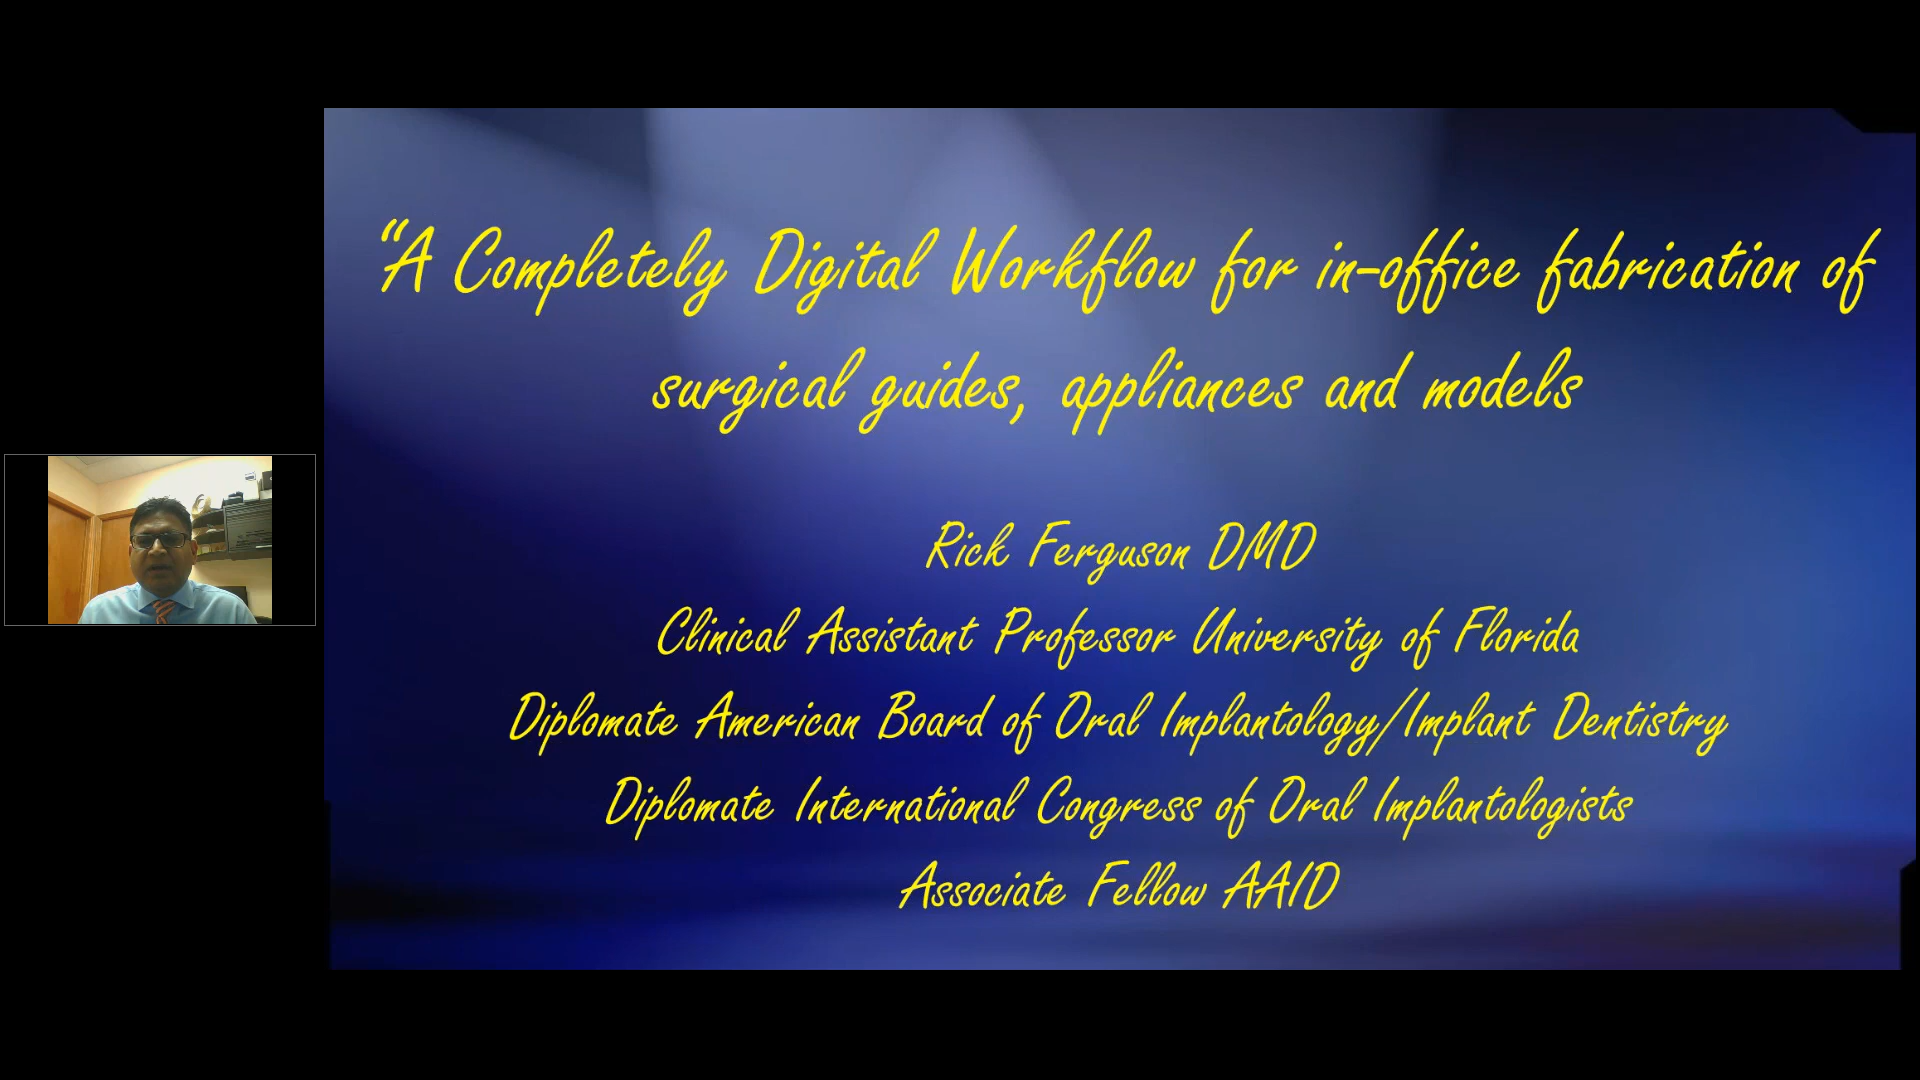 “A Completely Digital Workflow for in-office fabrication of
surgical guides, appliances and models
Rick Ferguson DMD
Clinical Assistant Professor University of Florida
Diplomate American Board of Oral Implantology/Implant Dentistry
Diplomate International Congress of Oral Implantologists
Associate Fellow AAID